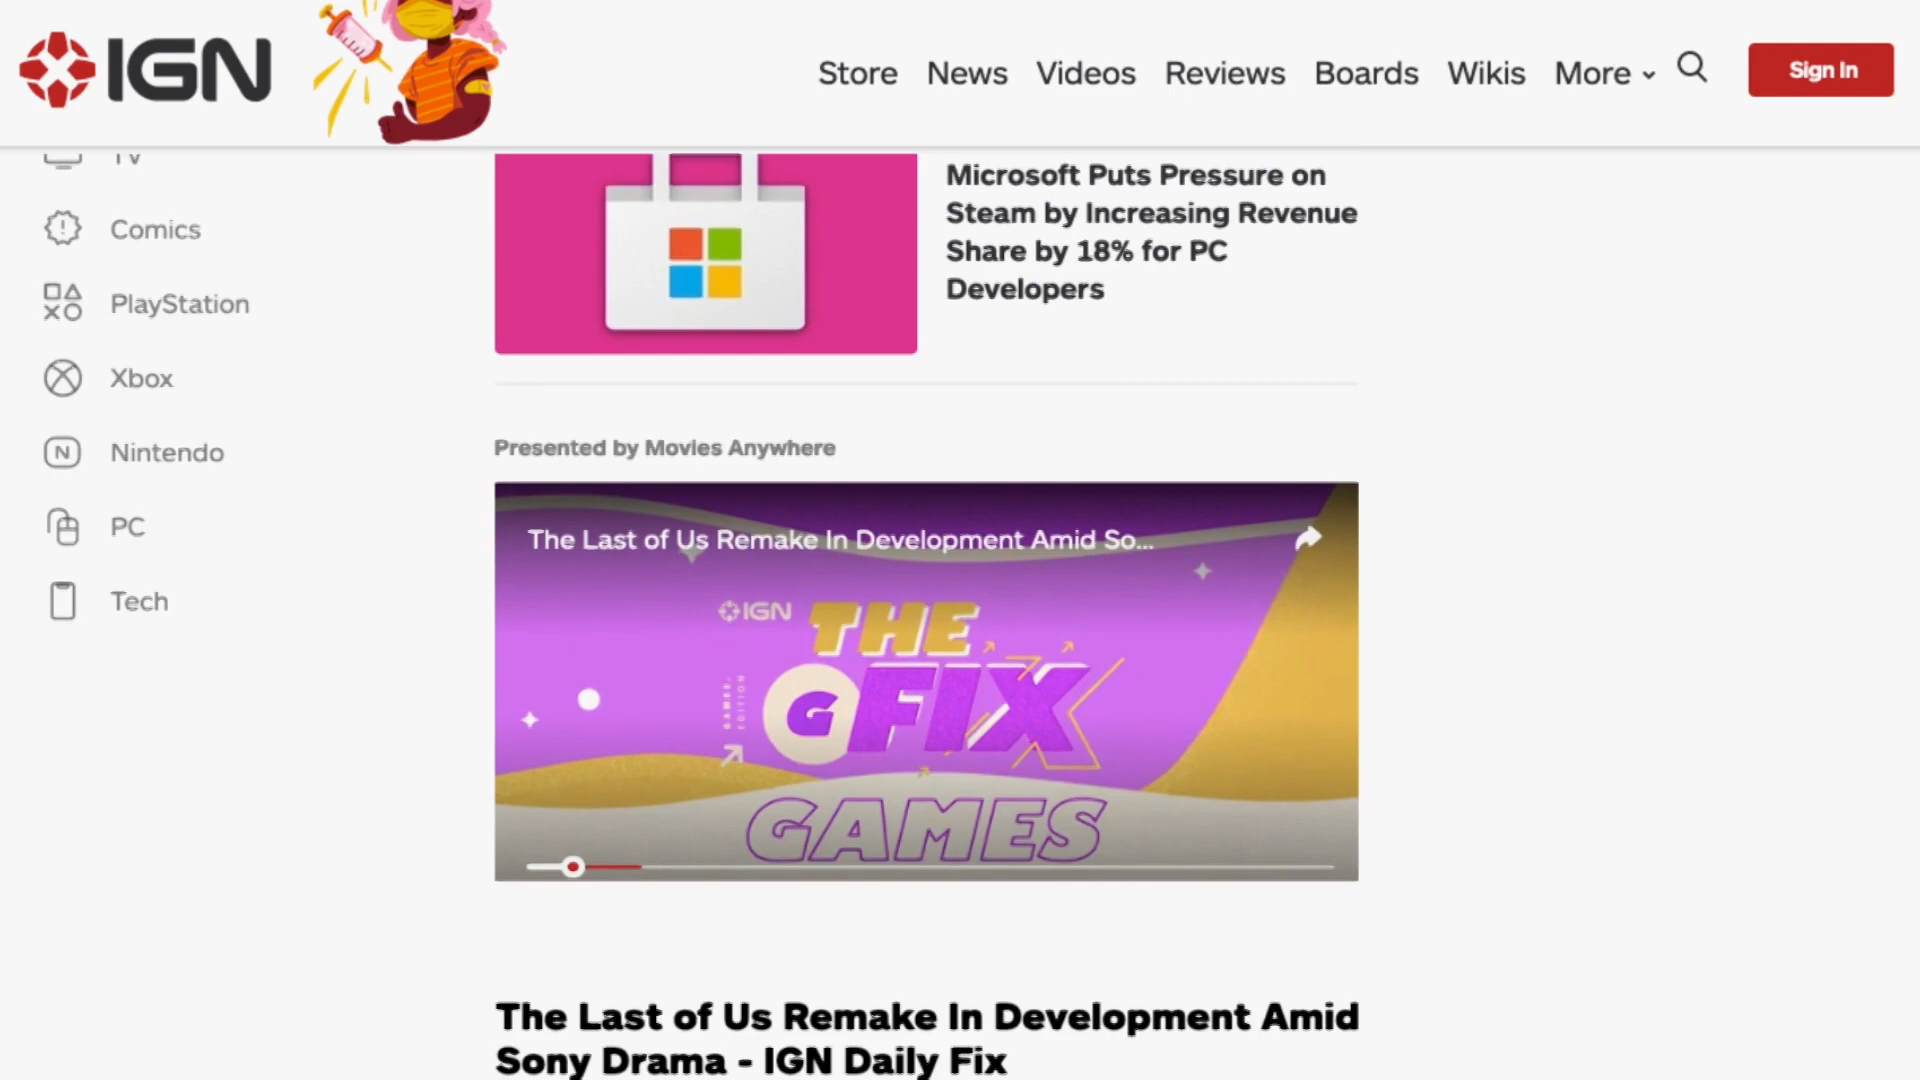 IGN
Store News Videos Reviews Boards Wikis More
Sign In
TV
Comics
PlayStation
Xbox
Nintendo
PC
Tech
Microsoft Puts Pressure on
Steam by Increasing Revenue
Share by 18% for PC
Developers
Presented by Movies Anywhere
The Last of Us Remake In Development Amid So...
IGN
THE
G FIX
GAMES.
EDITION
GAMES
The Last of Us Remake In Development Amid
Sony Drama - IGN Daily Fix